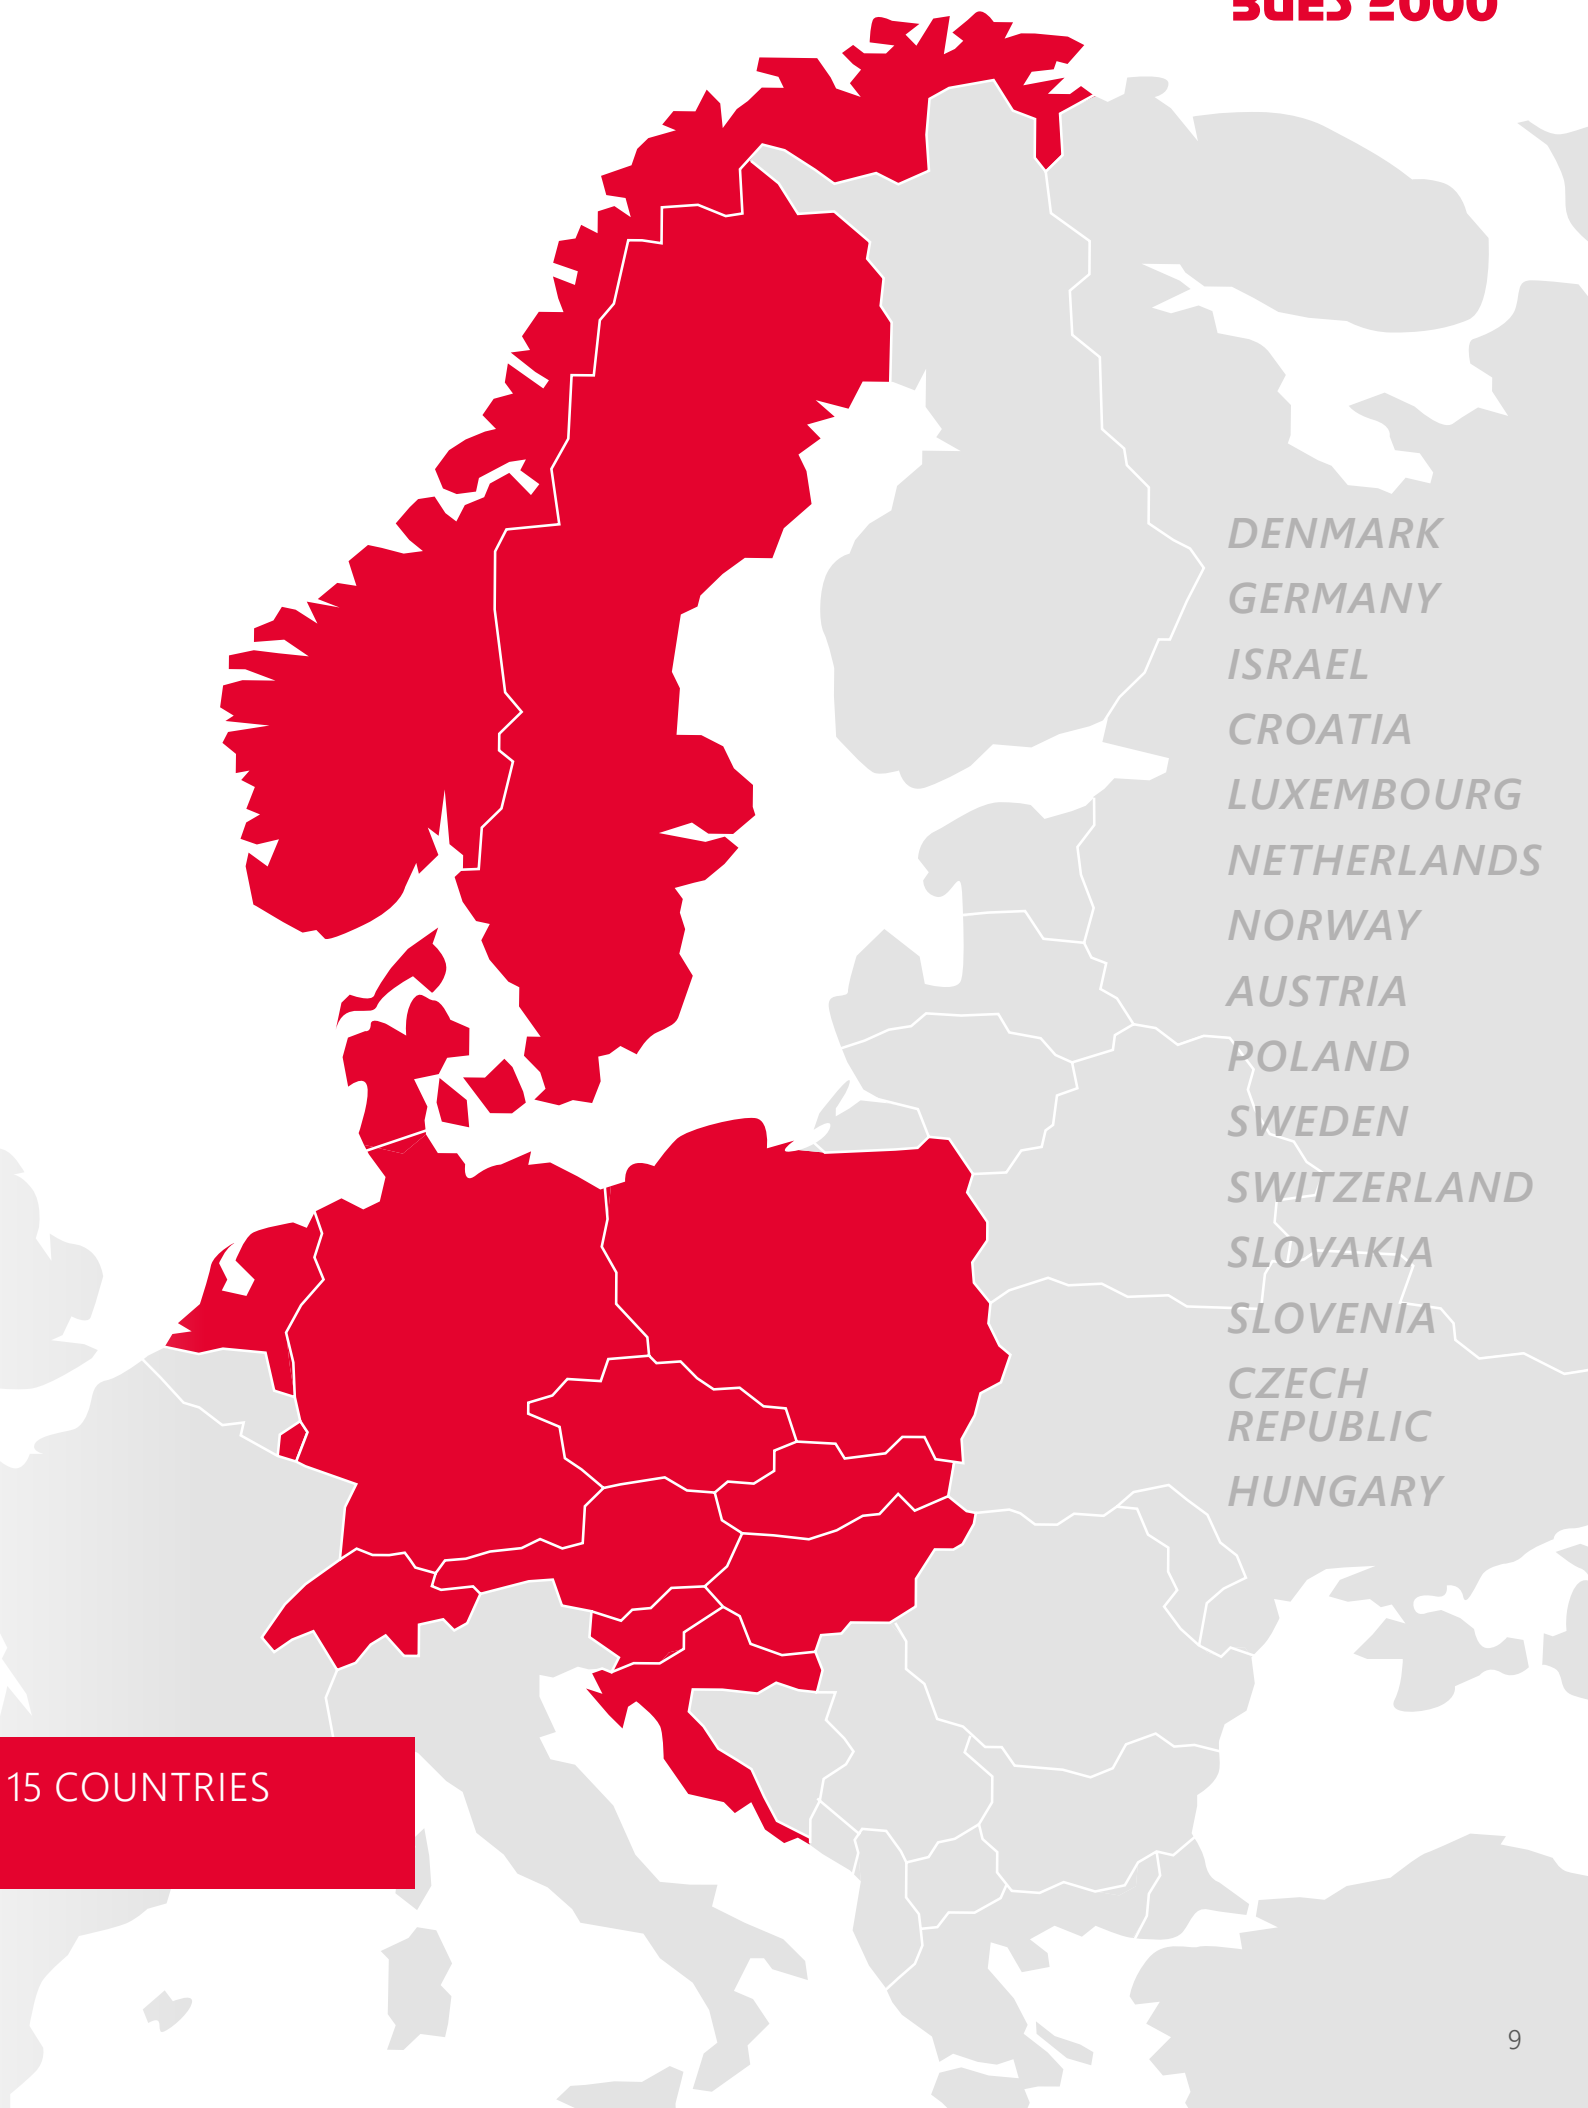 DENMARK
GERMANY
ISRAEL
CROATIA
LUXEMBOURG
NETHERLANDS
NORWAY
AUSTRIA
POLAND
SWEDEN
SWITZERLAND
SLOVAKIA
SLOVENIA
CZECH
REPUBLIC
HUNGARY
15 COUNTRIES
9